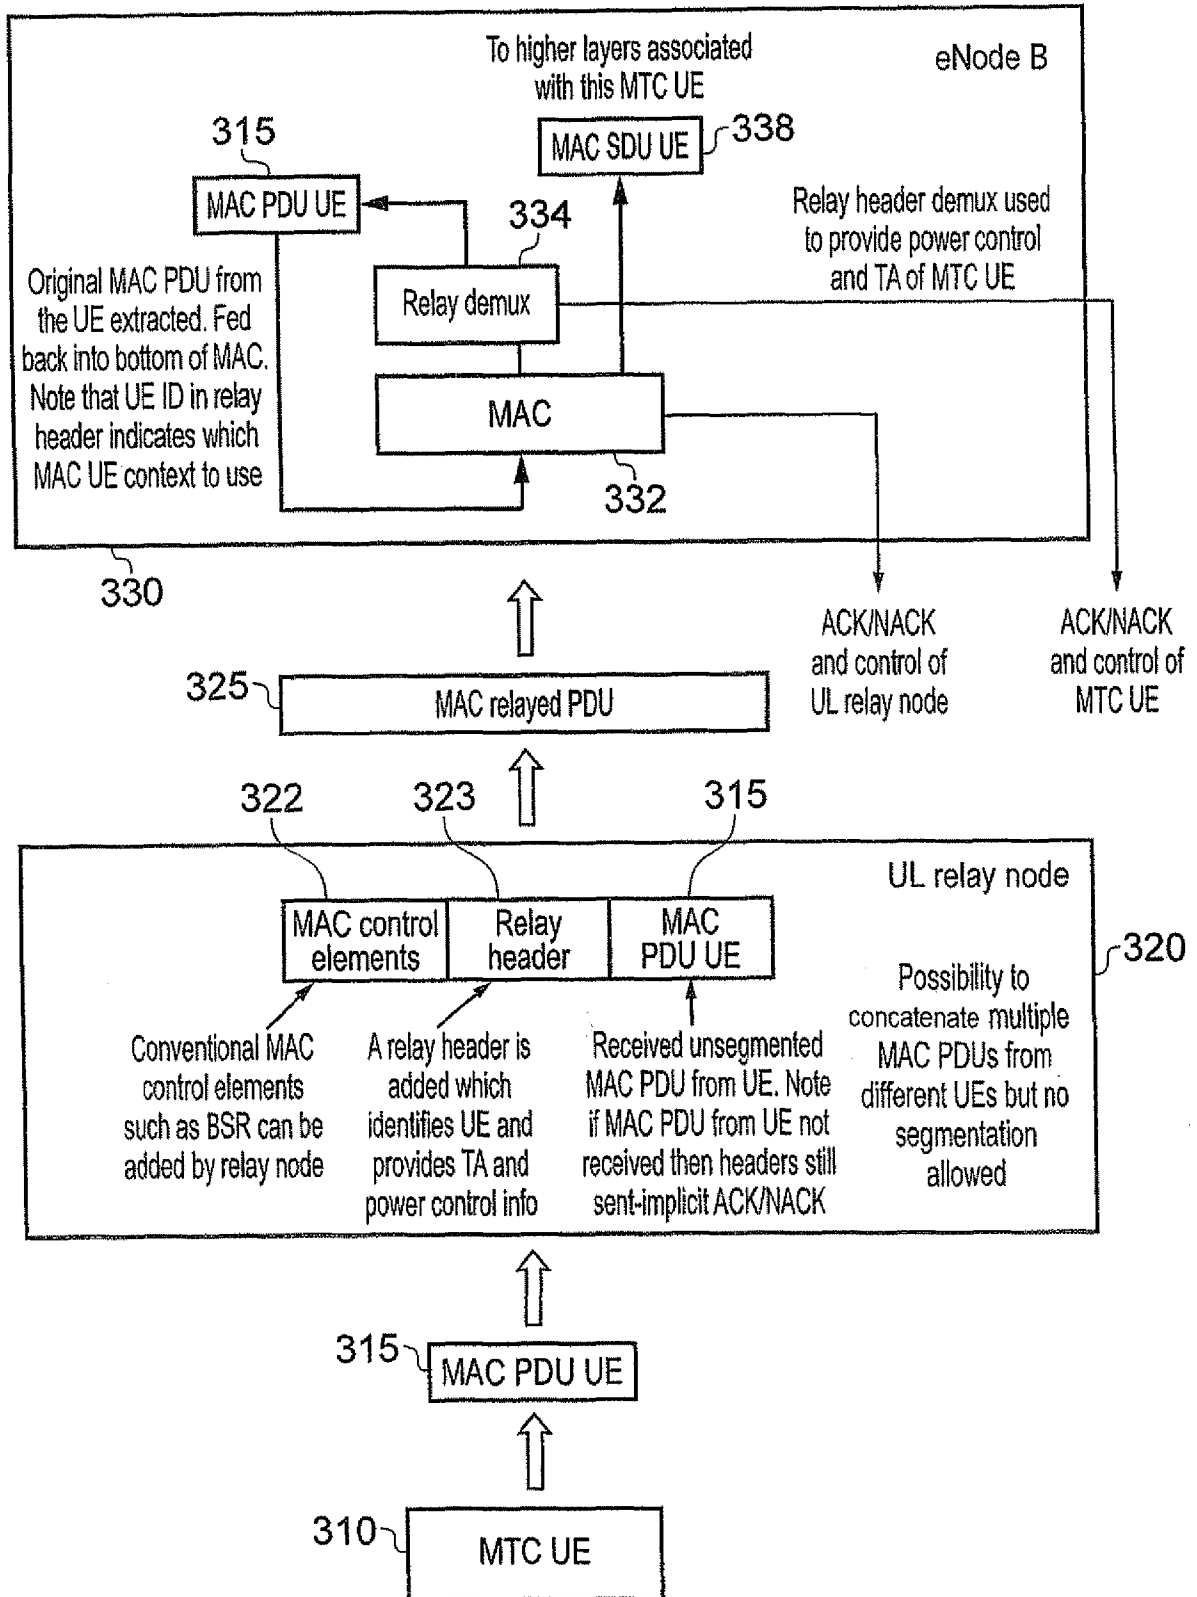 eNode B
To higher layers associated
with this MTC UE
315
MAC SDU UE
338
MAC PDU UE
334
Relay header demux used
to provide power control
and TA of MTC UE
Original MAC PDU from
the UE extracted. Fed
back into bottom of MAC.
Note that UE ID in relay
header indicates which
MAC UE context to use
Relay demux
MAC
332
330
ACK/NACK
and control of
UL relay node
ACK/NACK
and control of
MTC UE
325
MAC relayed PDU
322
323
315
UL relay node
MAC control
elements
Relay
header
MAC
PDU UE
320
Conventional MAC
control elements
such as BSR can be
added by relay node
A relay header is
added which
identifies UE and
provides TA and
power control info
Received unsegmented
MAC PDU from UE. Note
if MAC PDU from UE not
received then headers still
sent-implicit ACK/NACK
Possibility to
concatenate multiple
MAC PDUs from
different UEs but no
segmentation
allowed
315
MAC PDU UE
310
MTC UE